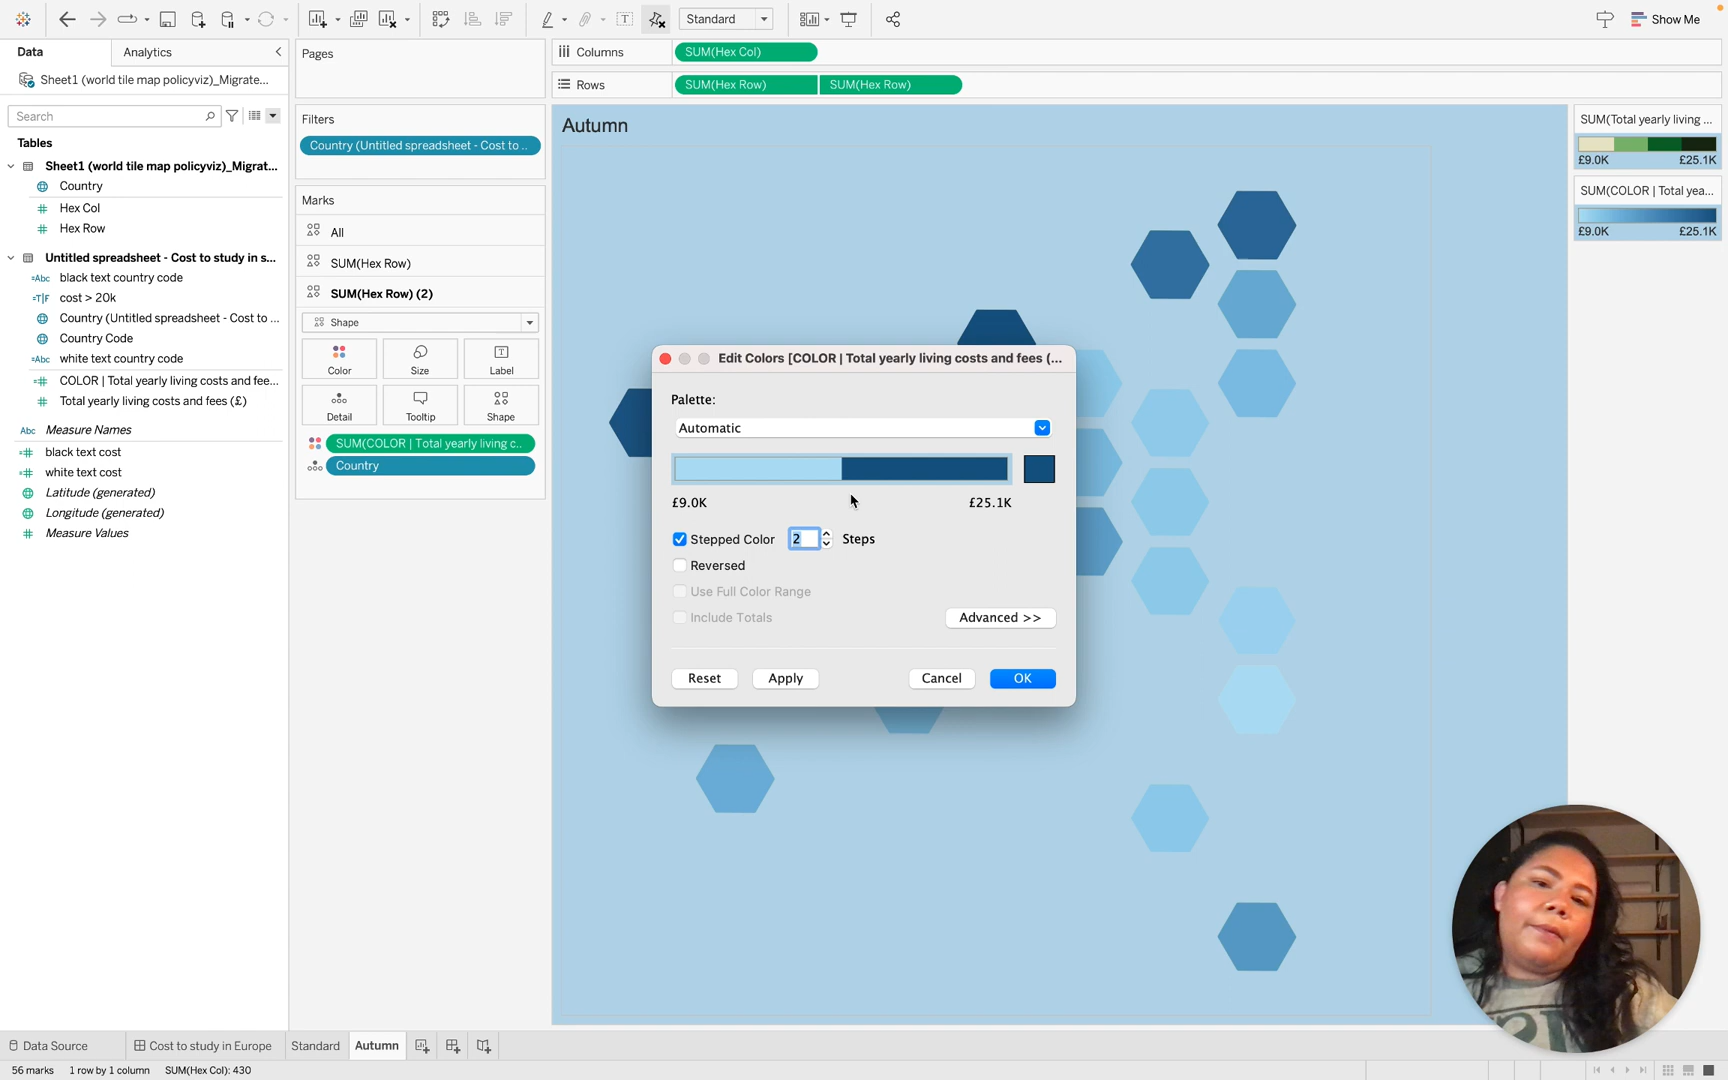 Standard
Show Me
Data
Analytics
Sheet1 (world tile map policyviz)_Migrate...
Search
Tables
Sheet1 (world tile map policyviz)_Migrat...
Country
Hex Col
Hex Row
Untitled spreadsheet - Cost to study in s...
=Abc black text country code
=T|F cost > 20k
Country (Untitled spreadsheet - Cost to ...
Country Code
=Abc white text country code
COLOR | Total yearly living costs and fee...
Total yearly living costs and fees (£)
Abc Measure Names
black text cost
white text cost
Latitude (generated)
Longitude (generated)
Measure Values
Pages
Filters
Country (Untitled spreadsheet - Cost to ..
Marks
All
SUM(Hex Row)
SUM(Hex Row) (2)
Shape
Color
Size
Label
Detail
Tooltip
Shape
SUM(COLOR | Total yearly living c..
Country
Columns
SUM(Hex Col)
Rows
SUM(Hex Row)
SUM(Hex Row)
Autumn
Edit Colors [COLOR | Total yearly living costs and fees (...
Palette:
Automatic
£9.0K
£25.1K
Stepped Color
2
Steps
Reversed
Use Full Color Range
Include Totals
Advanced >>
Reset
Apply
Cancel
OK
SUM(Total yearly living ...
£9.0K
£25.1K
SUM(COLOR | Total yea...
£9.0K
£25.1K
Data Source
Cost to study in Europe
Standard
Autumn
56 marks
1 row by 1 column
SUM(Hex Col): 430